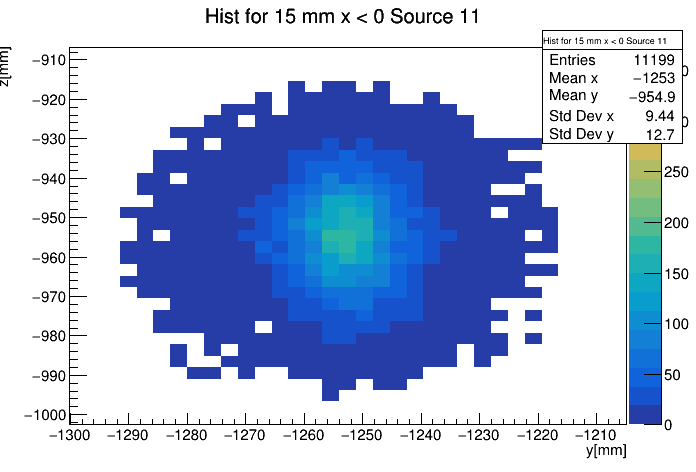 Hist for 15 mm x < 0 Source 11
Hist for 15 mm x < 0 Source 11
Entries 11199
Mean x −1253
Mean y −954.9
Std Dev x 9.44
Std Dev y 12.7
z[mm]
−910
−920
−930
−940
−950
−960
−970
−980
−990
−1000
−1300 −1290 −1280 −1270 −1260 −1250 −1240 −1230 −1220 −1210
y[mm]
250
200
150
100
50
0